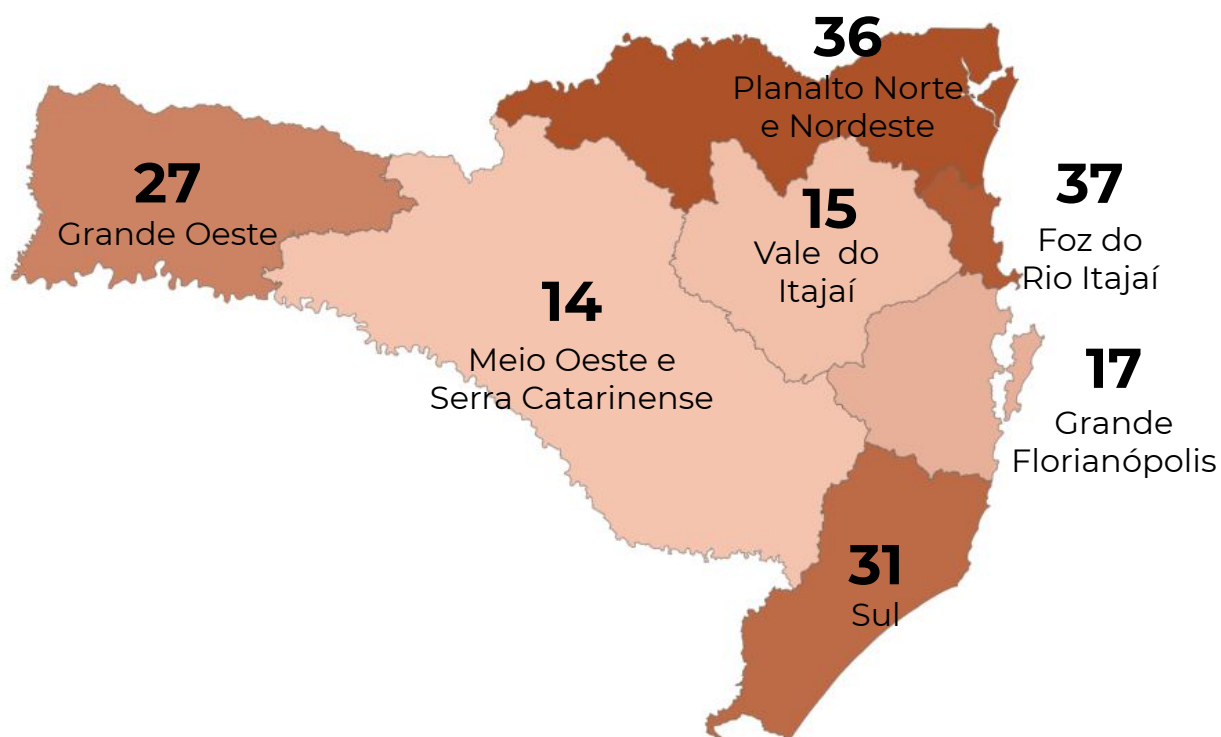 36
Planalto Norte
e Nordeste
27
Grande Oeste
37
Foz do
Rio Itajaí
15
Vale do
Itajaí
14
Meio Oeste e
Serra Catarinense
17
Grande
Florianópolis
31
Sul